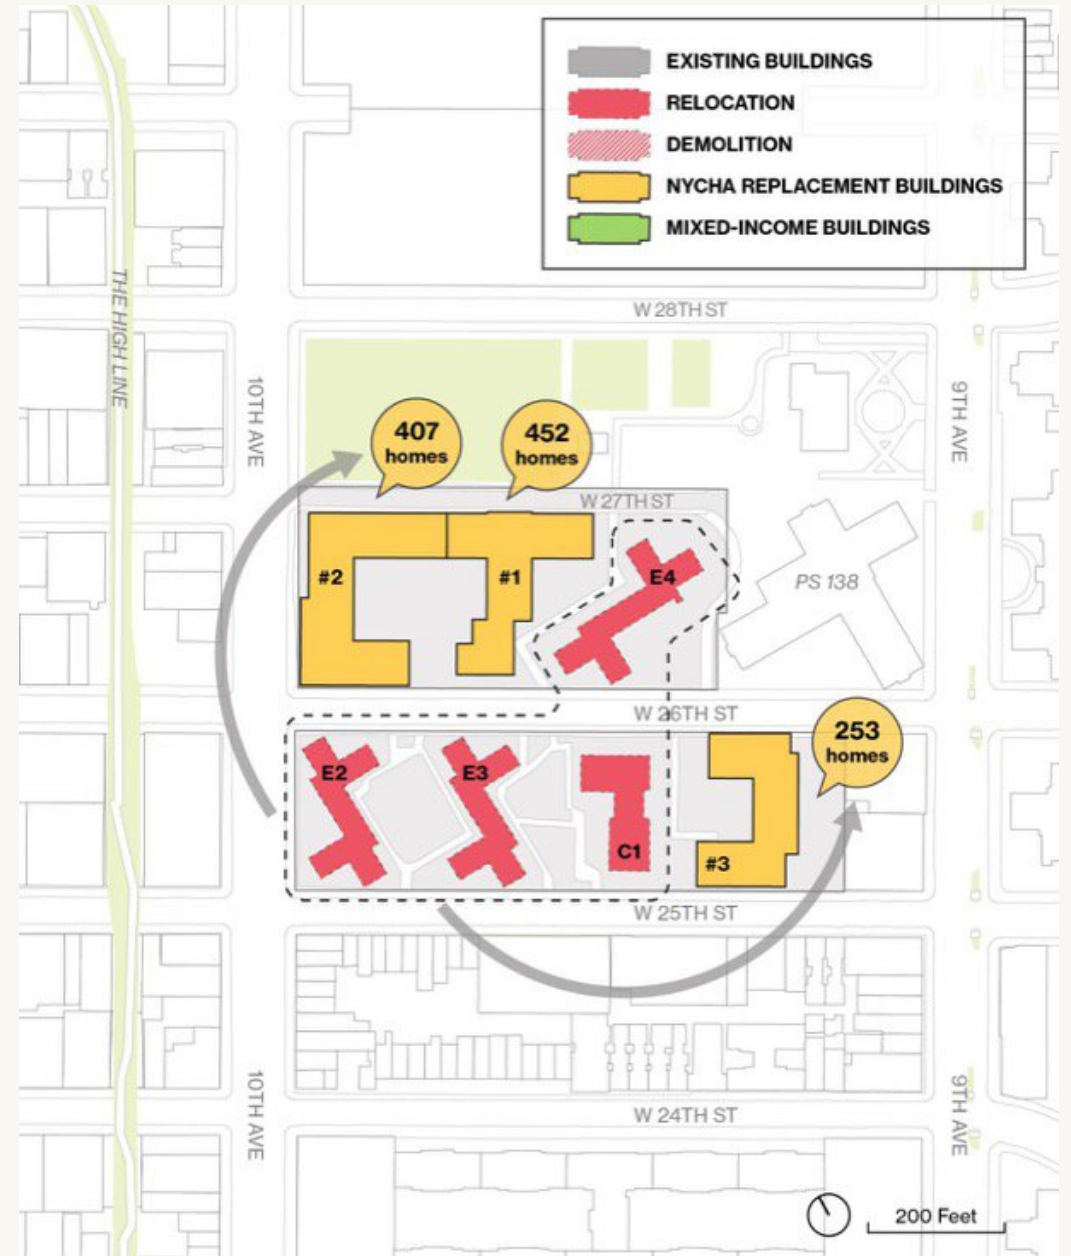 EXISTING BUILDINGS
RELOCATION
DEMOLITION
NYCHA REPLACEMENT BUILDINGS
MIXED-INCOME BUILDINGS
THE HIGH LINE
W 28TH ST
10TH AVE
9TH AVE
407
homes
452
homes
W 27TH ST
#2
#1
E4
PS 138
W 26TH ST
253
homes
E2
E3
C1
#3
W 25TH ST
10TH AVE
9TH AVE
W 24TH ST
200 Feet